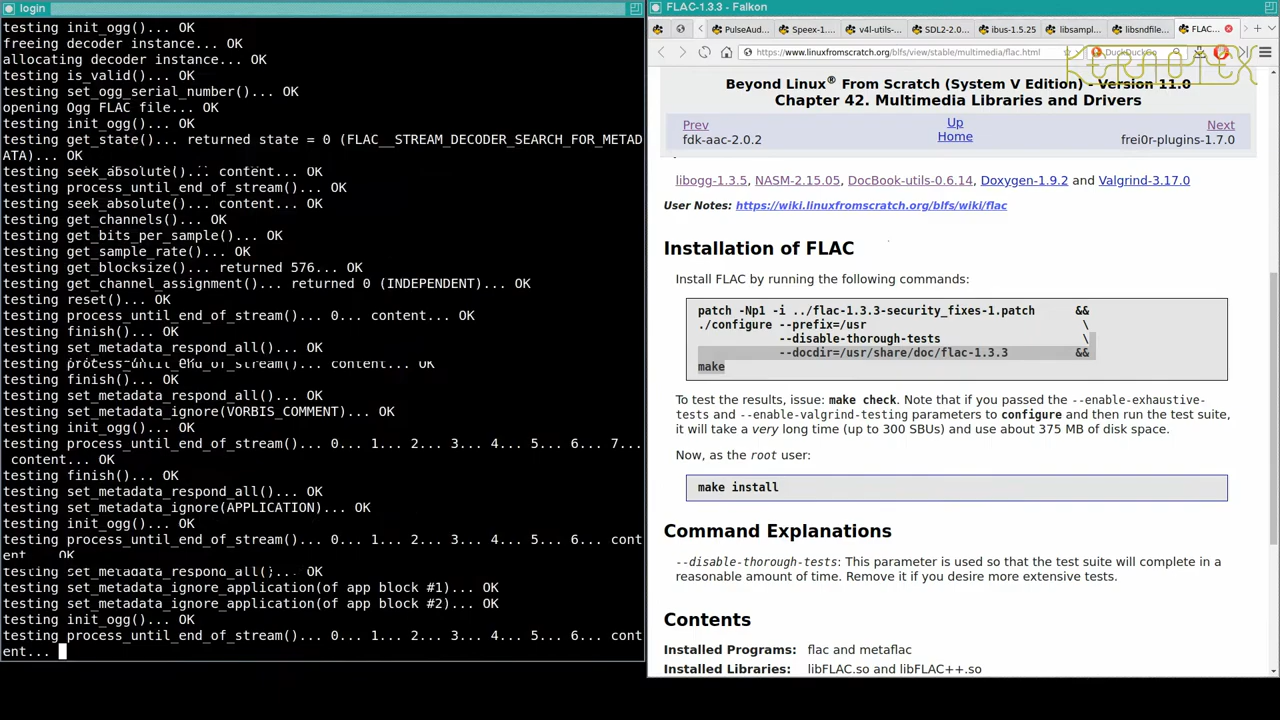 login
testing init_ogg()... OK
freeing decoder instance... OK
allocating decoder instance... OK
testing is_valid()... OK
testing set_ogg_serial_number()... OK
opening Ogg FLAC file... OK
testing init_ogg()... OK
testing get_state()... returned state = 0 (FLAC__STREAM_DECODER_SEARCH_FOR_METAD
ATA)... OK
testing seek_absolute()... content... OK
testing process_until_end_of_stream()... OK
testing seek_absolute()... content... OK
testing get_channels()... OK
testing get_bits_per_sample()... OK
testing get_sample_rate()... OK
testing get_blocksize()... returned 576... OK
testing get_channel_assignment()... returned 0 (INDEPENDENT)... OK
testing reset()... OK
testing process_until_end_of_stream()... 0... content... OK
testing finish()... OK
testing set_metadata_respond_all()... OK
testing process_until_end_of_stream()... content... OK
testing finish()... OK
testing set_metadata_respond_all()... OK
testing set_metadata_ignore(VORBIS_COMMENT)... OK
testing init_ogg()... OK
testing process_until_end_of_stream()... 0... 1... 2... 3... 4... 5... 6... 7...
content... OK
testing finish()... OK
testing set_metadata_respond_all()... OK
testing set_metadata_ignore(APPLICATION)... OK
testing init_ogg()... OK
testing process_until_end_of_stream()... 0... 1... 2... 3... 4... 5... 6... cont
ent... OK
testing set_metadata_respond_all()... OK
testing set_metadata_ignore_application(of app block #1)... OK
testing set_metadata_ignore_application(of app block #2)... OK
testing init_ogg()... OK
testing process_until_end_of_stream()... 0... 1... 2... 3... 4... 5... 6... cont
ent...
FLAC-1.3.3 - Falkon
PulseAud Speex-1... v4l-utils-... SDL2-2.0... ibus-1.5.25 libsampl... libsndfile... FLAC...
https://www.linuxfromscratch.org/blfs/view/stable/multimedia/flac.html DuckDuckGo
KERNOTEX
Beyond Linux® From Scratch (System V Edition) - Version 11.0
Chapter 42. Multimedia Libraries and Drivers
Prev Up Next
fdk-aac-2.0.2 Home frei0r-plugins-1.7.0
libogg-1.3.5, NASM-2.15.05, DocBook-utils-0.6.14, Doxygen-1.9.2 and Valgrind-3.17.0
User Notes: https://wiki.linuxfromscratch.org/blfs/wiki/flac
Installation of FLAC
Install FLAC by running the following commands:
patch -Np1 -i ../flac-1.3.3-security_fixes-1.patch &&
./configure --prefix=/usr \
--disable-thorough-tests \
--docdir=/usr/share/doc/flac-1.3.3 &&
make
To test the results, issue: make check. Note that if you passed the --enable-exhaustive-
tests and --enable-valgrind-testing parameters to configure and then run the test suite,
it will take a very long time (up to 300 SBUs) and use about 375 MB of disk space.
Now, as the root user:
make install
Command Explanations
--disable-thorough-tests: This parameter is used so that the test suite will complete in a
reasonable amount of time. Remove it if you desire more extensive tests.
Contents
Installed Programs: flac and metaflac
Installed Libraries: libFLAC.so and libFLAC++.so